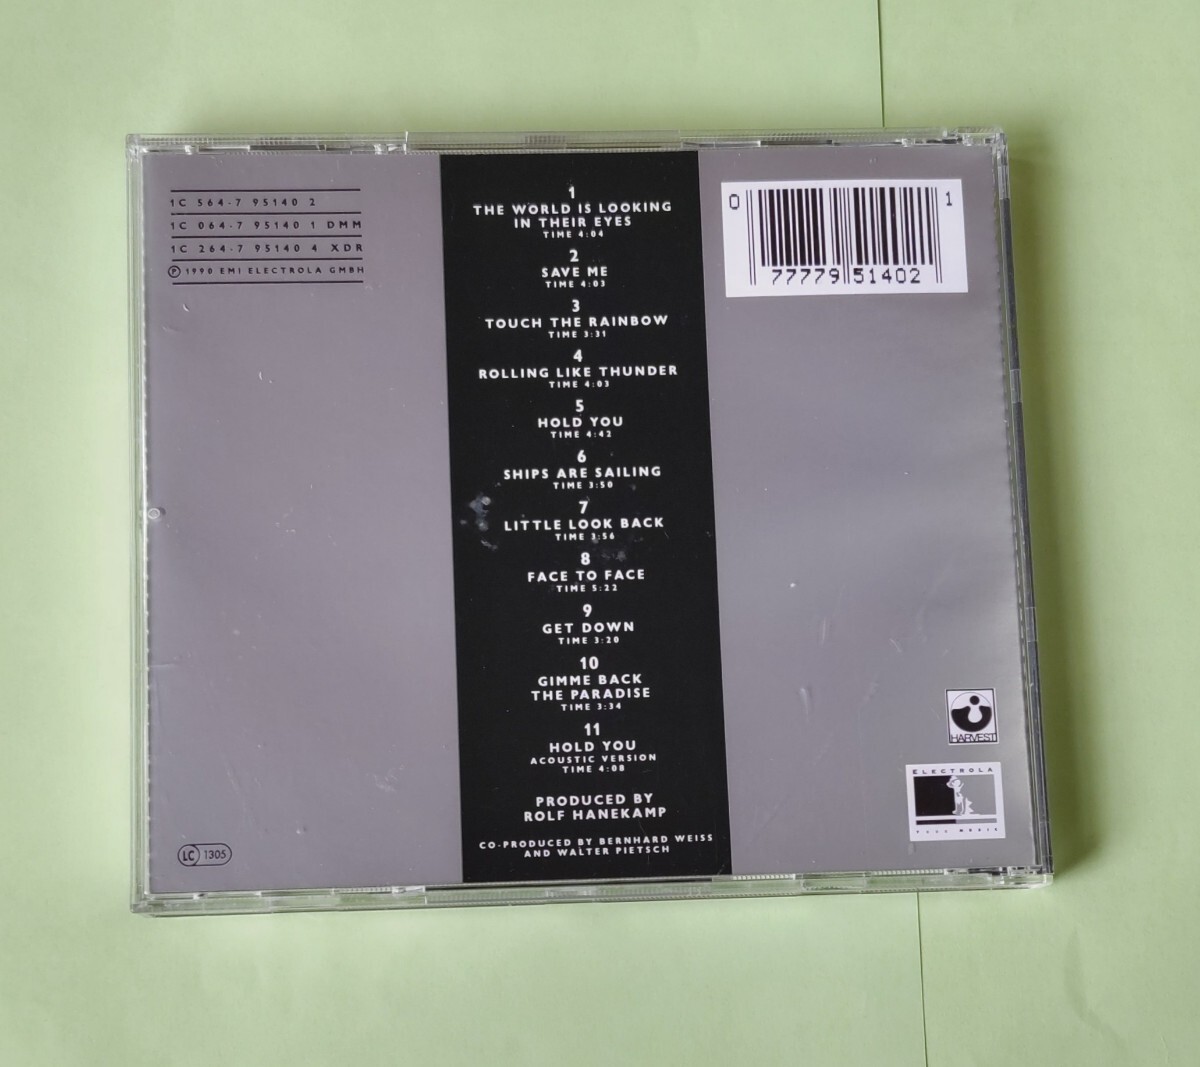 1C 564-7 95140 2
1C 064-7 95140 1 DMM
1C 264-7 95140 4 XDR
Ⓟ 1990 EMI ELECTROLA GMBH
1
THE WORLD IS LOOKING
IN THEIR EYES
TIME 4:04
2
SAVE ME
TIME 4:03
3
TOUCH THE RAINBOW
TIME 3:31
4
ROLLING LIKE THUNDER
TIME 4:03
5
HOLD YOU
TIME 4:42
6
SHIPS ARE SAILING
TIME 3:50
7
LITTLE LOOK BACK
TIME 3:56
8
FACE TO FACE
TIME 5:22
9
GET DOWN
TIME 3:20
10
GIMME BACK
THE PARADISE
TIME 3:34
11
HOLD YOU
ACOUSTIC VERSION
TIME 4:08
PRODUCED BY
ROLF HANEKAMP
CO-PRODUCED BY BERNHARD WEISS
AND WALTER PIETSCH
0 77779 51402 1
HARVEST
ELECTROLA
MUSIC
LC 1305